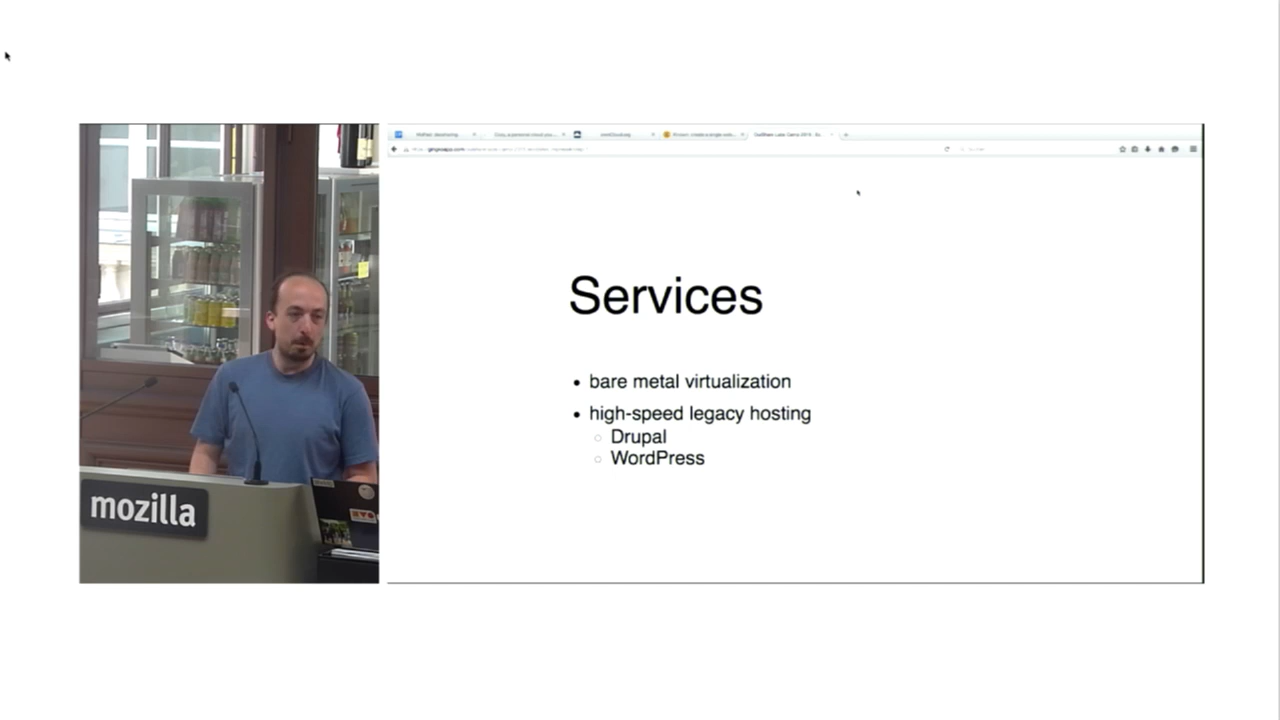 mozilla
Services
bare metal virtualization
high-speed legacy hosting
Drupal
WordPress